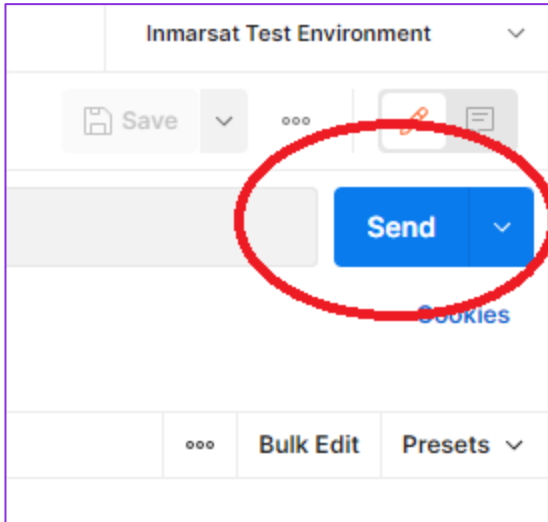 Inmarsat Test Environment
Save
Send
Cookies
Bulk Edit
Presets